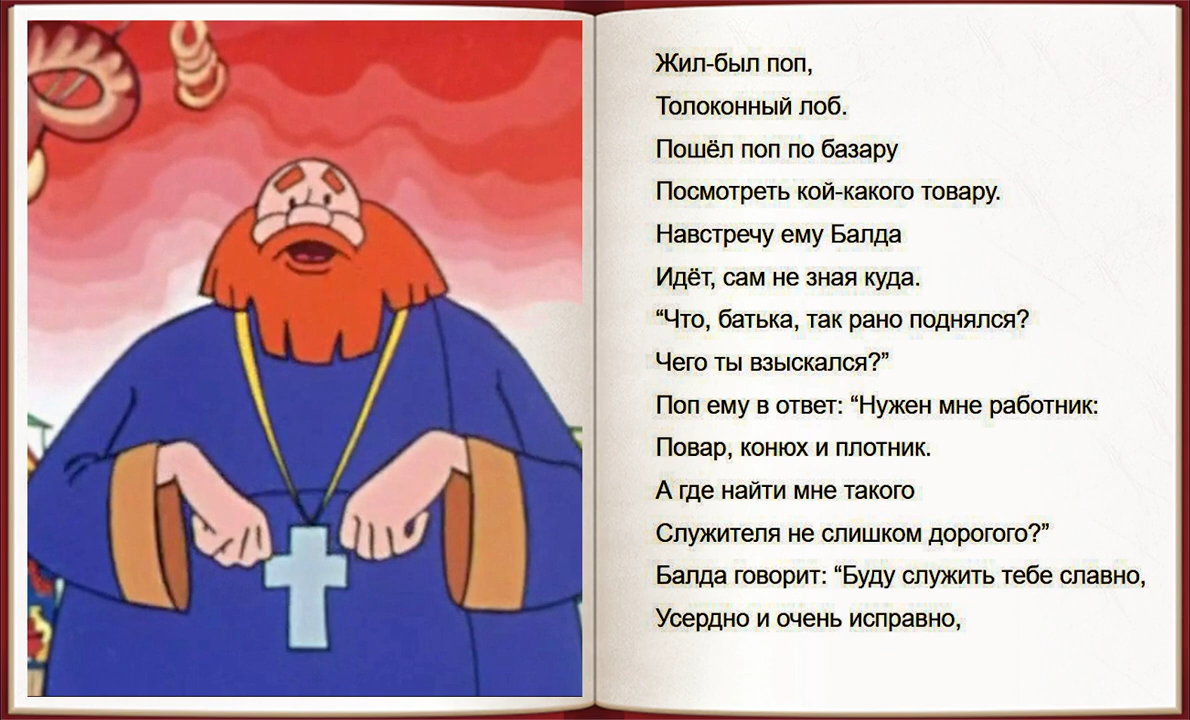 Жил-был поп,
Толоконный лоб.
Пошёл поп по базару
Посмотреть кой-какого товару.
Навстречу ему Балда
Идёт, сам не зная куда.
“Что, батька, так рано поднялся?
Чего ты взыскался?”
Поп ему в ответ: “Нужен мне работник:
Повар, конюх и плотник.
А где найти мне такого
Служителя не слишком дорогого?”
Балда говорит: “Буду служить тебе славно,
Усердно и очень исправно,